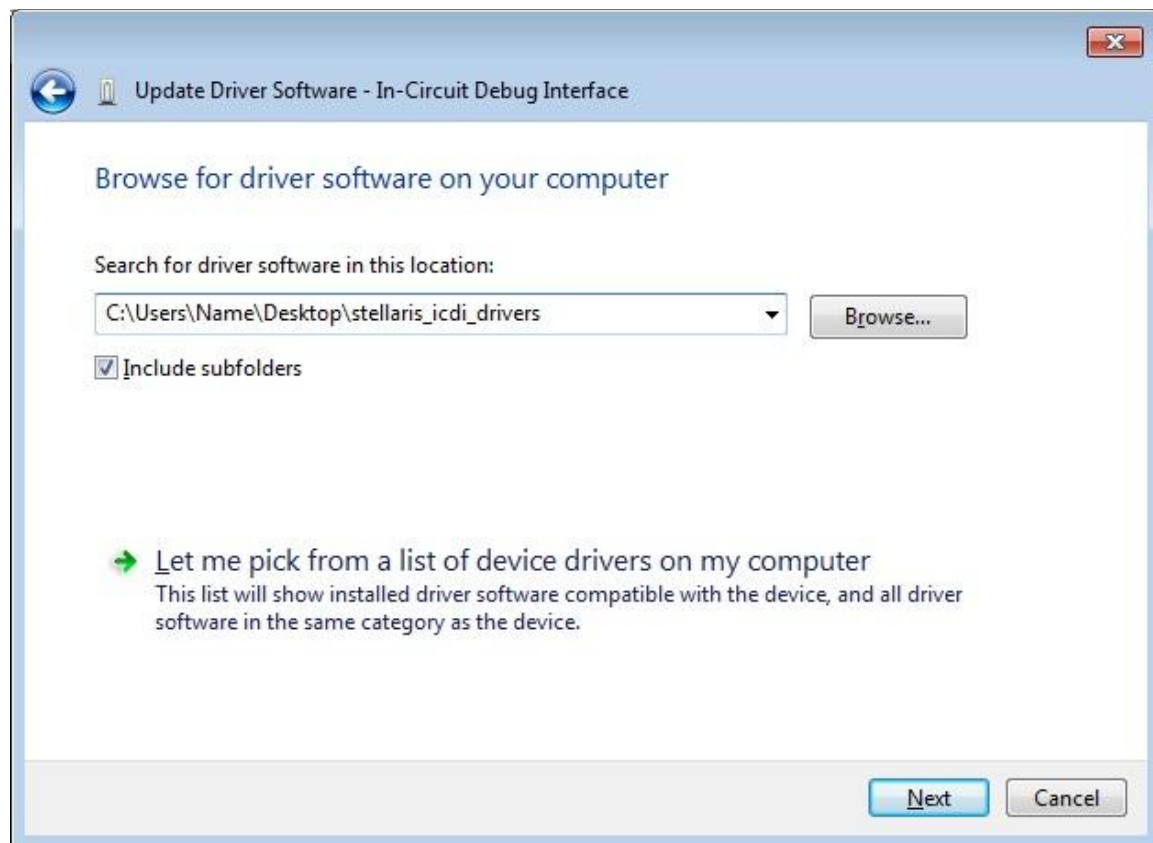 Update Driver Software - In-Circuit Debug Interface
Browse for driver software on your computer
Search for driver software in this location:
C:\Users\Name\Desktop\stellaris_icdi_drivers
Browse...
Include subfolders
Let me pick from a list of device drivers on my computer
This list will show installed driver software compatible with the device, and all driver
software in the same category as the device.
Next
Cancel